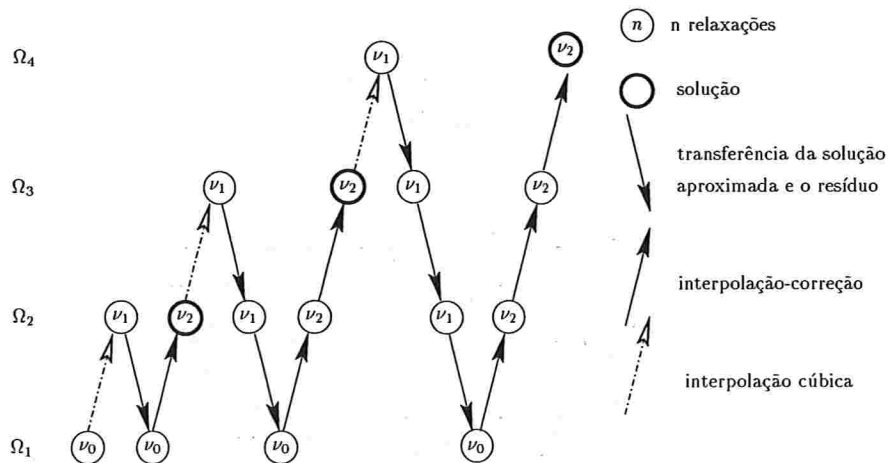 Ω₄ ν₁ ν₂ n n relaxações
solução
transferência da solução
Ω₃ ν₁ ν₂ ν₁ ν₂ aproximada e o resíduo
interpolação-correção
Ω₂ ν₁ ν₂ ν₁ ν₂ ν₁ ν₂
interpolação cúbica
Ω₁ ν₀ ν₀ ν₀ ν₀